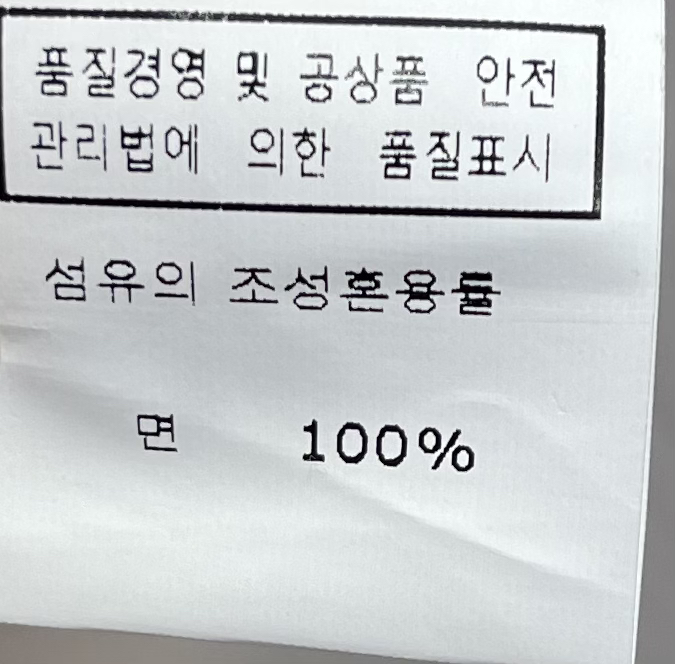 품질경영 및 공상품 안전
관리법에 의한 품질표시
섬유의 조성혼용률
면 100%